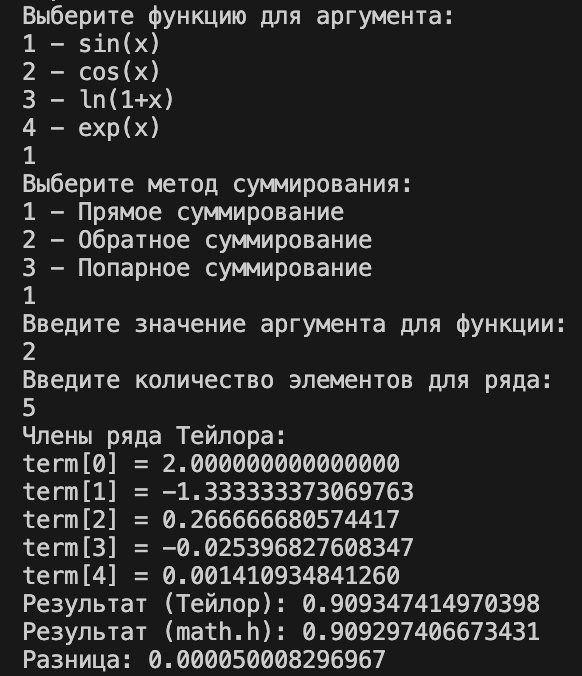 Выберите функцию для аргумента:
1 – sin(x)
2 – cos(x)
3 – ln(1+x)
4 – exp(x)
1
Выберите метод суммирования:
1 – Прямое суммирование
2 – Обратное суммирование
3 – Попарное суммирование
1
Введите значение аргумента для функции:
2
Введите количество элементов для ряда:
5
Члены ряда Тейлора:
term[0] = 2.000000000000000
term[1] = -1.333333373069763
term[2] = 0.266666680574417
term[3] = -0.025396827608347
term[4] = 0.001410934841260
Результат (Тейлор): 0.909347414970398
Результат (math.h): 0.909297406673431
Разница: 0.000050008296967